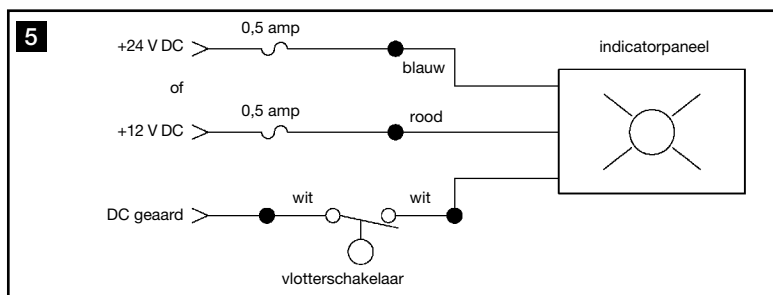 5
0,5 amp
+24 V DC
blauw
indicatorpaneel
of
0,5 amp
+12 V DC
rood
wit
wit
DC geaard
vlotterschakelaar